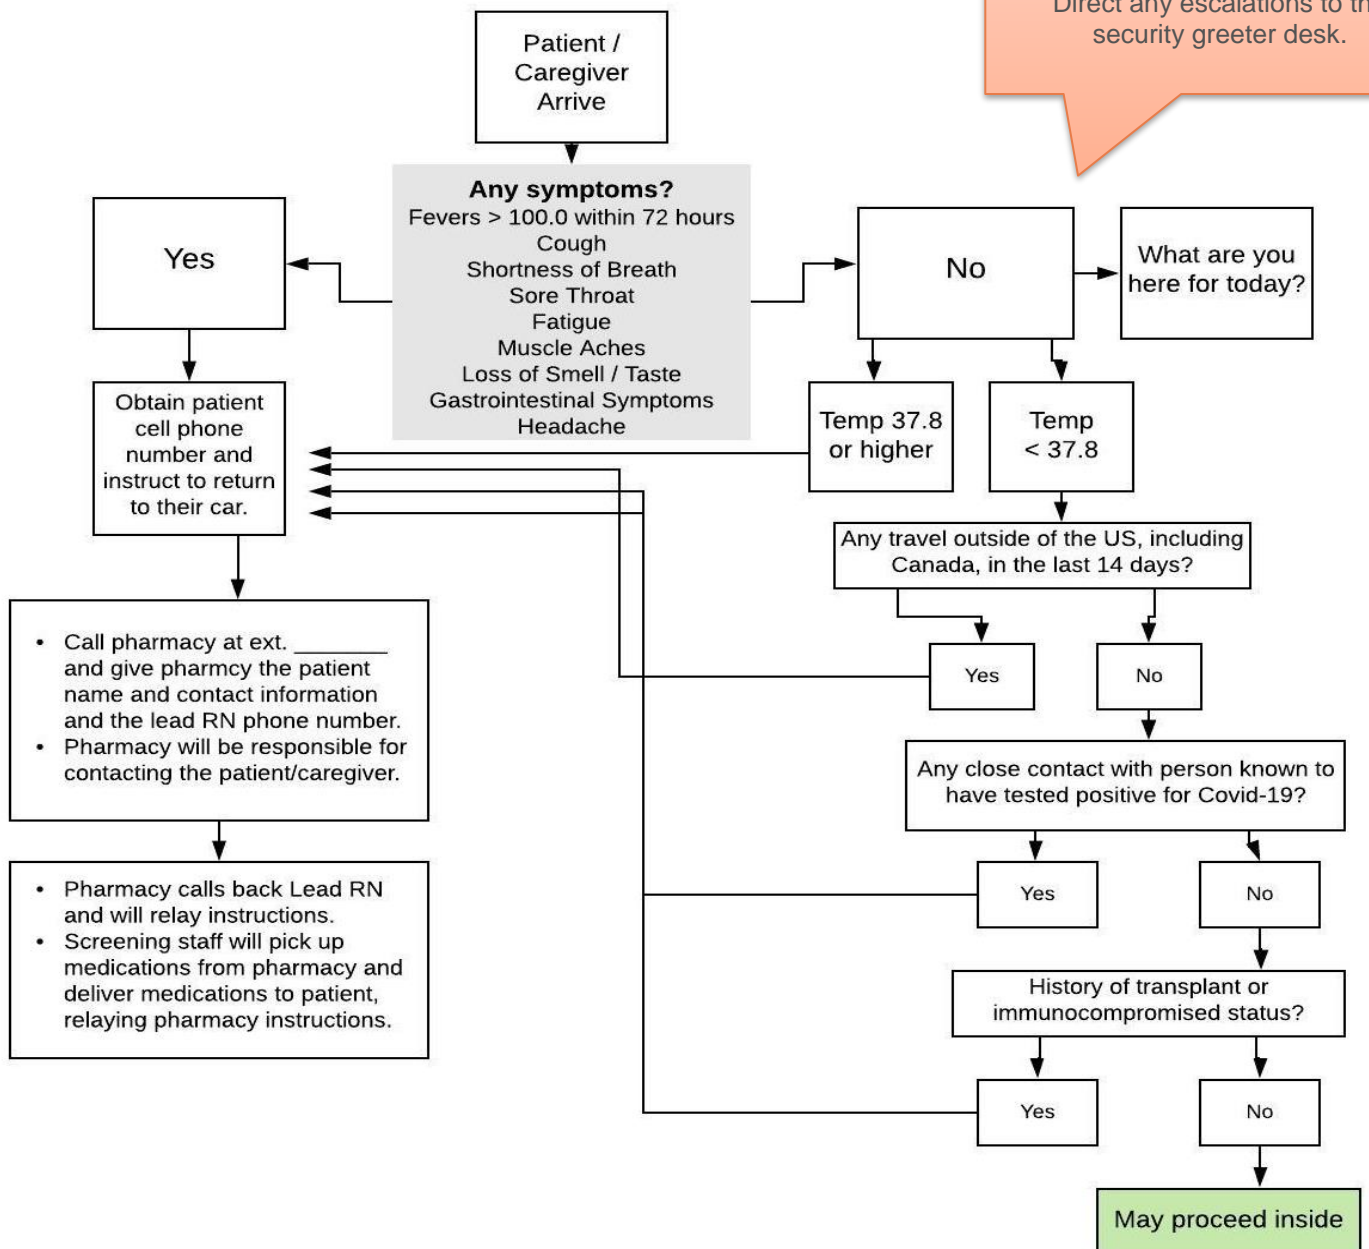 Direct any escalations to th
security greeter desk.
Patient /
Caregiver
Arrive
Any symptoms?
Fevers > 100.0 within 72 hours
Cough
Shortness of Breath
Sore Throat
Fatigue
Muscle Aches
Loss of Smell / Taste
Gastrointestinal Symptoms
Headache
Yes
No
What are you
here for today?
Obtain patient
cell phone
number and
instruct to return
to their car.
Temp 37.8
or higher
Temp
< 37.8
Any travel outside of the US, including
Canada, in the last 14 days?
Yes
No
• Call pharmacy at ext. _______
and give pharmcy the patient
name and contact information
and the lead RN phone number.
• Pharmacy will be responsible for
contacting the patient/caregiver.
Any close contact with person known to
have tested positive for Covid-19?
Yes
No
• Pharmacy calls back Lead RN
and will relay instructions.
• Screening staff will pick up
medications from pharmacy and
deliver medications to patient,
relaying pharmacy instructions.
History of transplant or
immunocompromised status?
Yes
No
May proceed inside